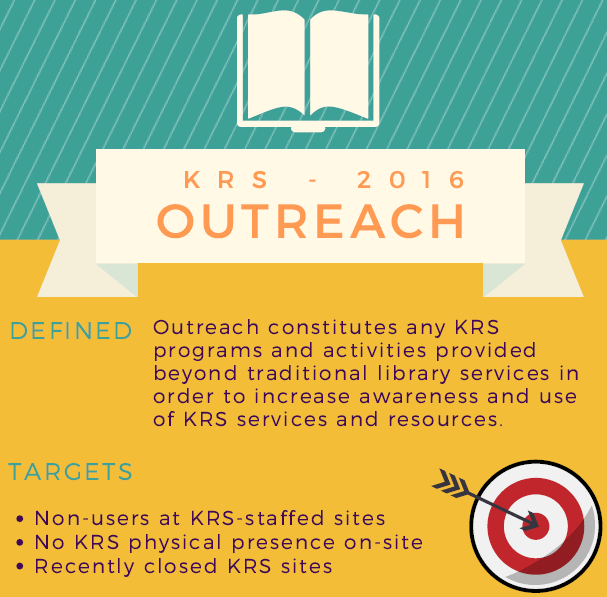 KRS - 2016
OUTREACH
DEFINED
Outreach constitutes any KRS
programs and activities provided
beyond traditional library services in
order to increase awareness and use
of KRS services and resources.
TARGETS
• Non-users at KRS-staffed sites
• No KRS physical presence on-site
• Recently closed KRS sites